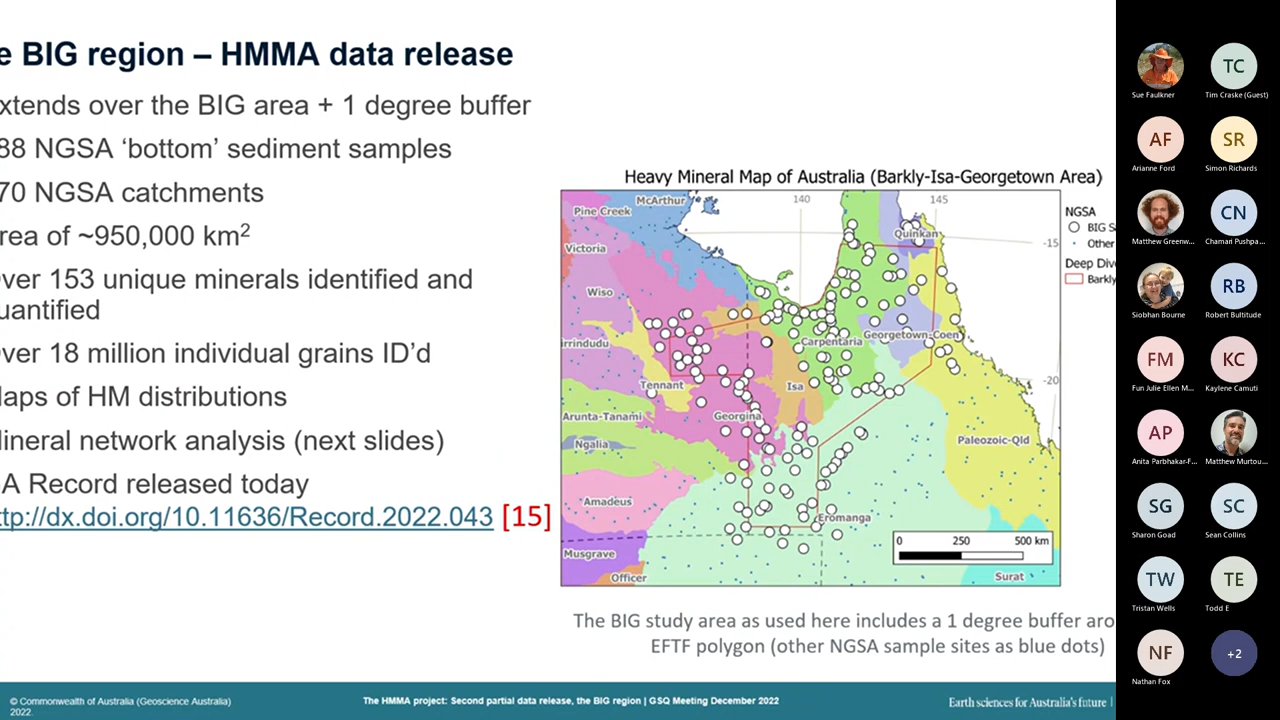 e BIG region – HMMA data release
xtends over the BIG area + 1 degree buffer
88 NGSA ‘bottom’ sediment samples
70 NGSA catchments
rea of ~950,000 km²
ver 153 unique minerals identified and
uantified
ver 18 million individual grains ID’d
aps of HM distributions
ineral network analysis (next slides)
A Record released today
ttp://dx.doi.org/10.11636/Record.2022.043 [15]
Heavy Mineral Map of Australia (Barkly-Isa-Georgetown Area)
McArthur
140
145
Pine Creek
NGSA
BIG S
Quinkan
-15
Other
Victoria
Deep Div
Barkly
Wiso
Georgetown-Coen
irrindudu
Carpentaria
-20
Tennant
Isa
Arunta-Tanami
Georgina
Paleozoic-Qld
Ngalia
Amadeus
Eromanga
0 250 500 km
Musgrave
Officer
Surat
The BIG study area as used here includes a 1 degree buffer aro
EFTF polygon (other NGSA sample sites as blue dots)
© Commonwealth of Australia (Geoscience Australia)
2022.
The HMMA project: Second partial data release, the BIG region | GSQ Meeting December 2022
Earth sciences for Australia’s future |
TC
Sue Faulkner
Tim Craske (Guest)
AF
SR
Arianne Ford
Simon Richards
CN
Matthew Greenw...
Chamari Pushpa...
RB
Siobhan Bourne
Robert Bultitude
FM
KC
Fun Julie Ellen M...
Kaylene Camuti
AP
Anita Parbhakar-F...
Matthew Murtou...
SG
SC
Sharon Goad
Sean Collins
TW
TE
Tristan Wells
Todd E
NF
+2
Nathan Fox